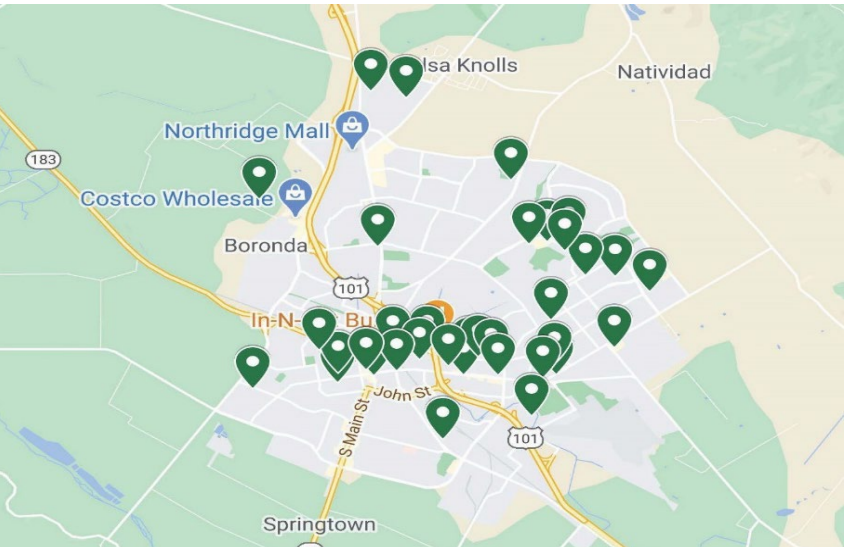 lsa Knolls
Natividad
Northridge Mall
183
Costco Wholesale
Boronda
101
In-N- Bu
John St
S Main St
101
Springtown